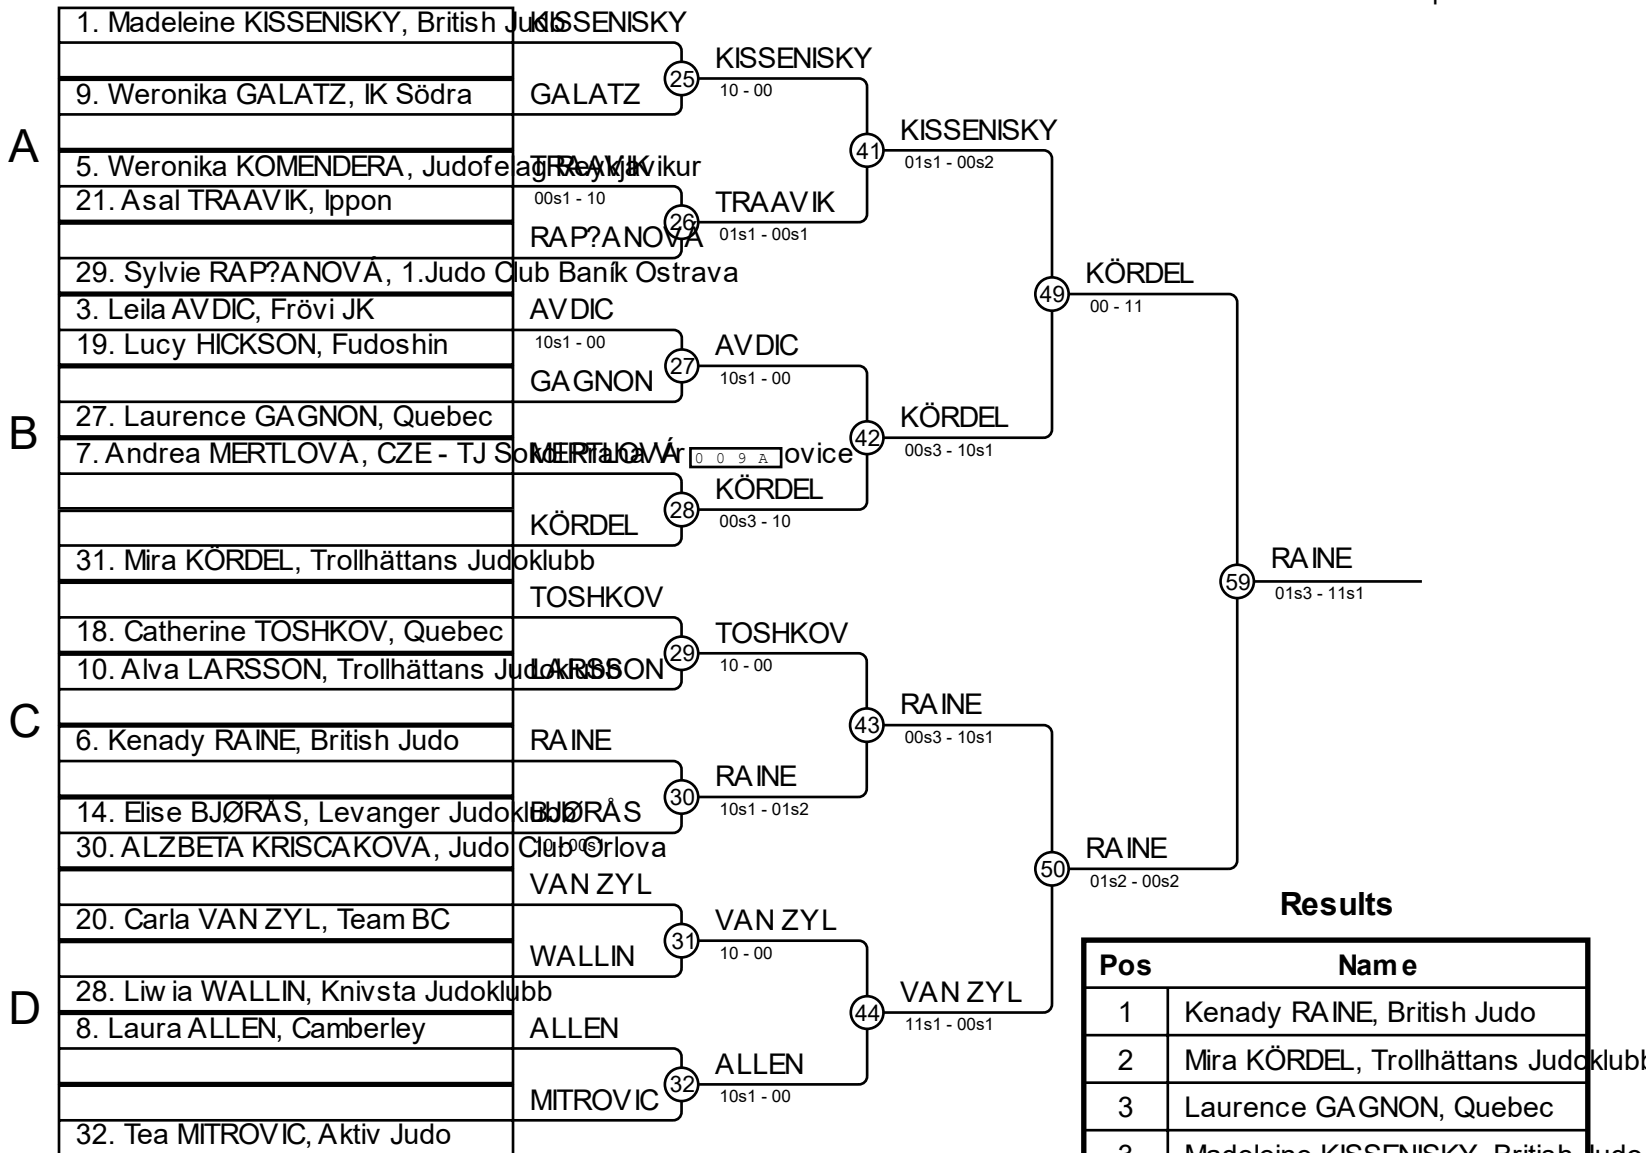 1. Madeleine KISSENISKY, British Judo
KISSENISKY
KISSENISKY
25
10 - 00
9. Weronika GALATZ, IK Södra
GALATZ
A
KISSENISKY
41
01s1 - 00s2
5. Weronika KOMENDERA, Judofelag Reykjavikur
TRAAVIK
21. Asal TRAAVIK, Ippon
00s1 - 10
TRAAVIK
26
01s1 - 00s1
RAP?ANOVÁ
29. Sylvie RAP?ANOVÁ, 1.Judo Club Baník Ostrava
KÖRDEL
49
00 - 11
3. Leila AVDIC, Frövi JK
AVDIC
19. Lucy HICKSON, Fudoshin
10s1 - 00
AVDIC
27
10s1 - 00
GAGNON
27. Laurence GAGNON, Quebec
KÖRDEL
B
42
00s3 - 10s1
7. Andrea MERTLOVÁ, CZE - TJ Sokol Praha Vr009Aovice
MERTLOVÁ
KÖRDEL
28
00s3 - 10
KÖRDEL
31. Mira KÖRDEL, Trollhättans Judoklubb
RAINE
59
01s3 - 11s1
TOSHKOV
18. Catherine TOSHKOV, Quebec
TOSHKOV
29
10 - 00
10. Alva LARSSON, Trollhättans Judoklubb
LARSSON
C
RAINE
43
00s3 - 10s1
6. Kenady RAINE, British Judo
RAINE
RAINE
30
10s1 - 01s2
14. Elise BJØRÅS, Levanger Judoklubb
BJØRÅS
30. ALZBETA KRISCAKOVA, Judo Club Orlova
10 - 00s1
RAINE
50
01s2 - 00s2
VAN ZYL
20. Carla VAN ZYL, Team BC
VAN ZYL
31
10 - 00
WALLIN
28. Liwia WALLIN, Knivsta Judoklubb
D
VAN ZYL
44
11s1 - 00s1
8. Laura ALLEN, Camberley
ALLEN
ALLEN
32
10s1 - 00
MITROVIC
32. Tea MITROVIC, Aktiv Judo
Results
Pos Name
1 Kenady RAINE, British Judo
2 Mira KÖRDEL, Trollhättans Judoklubb
3 Laurence GAGNON, Quebec
3 Madeleine KISSENISKY, British Judo